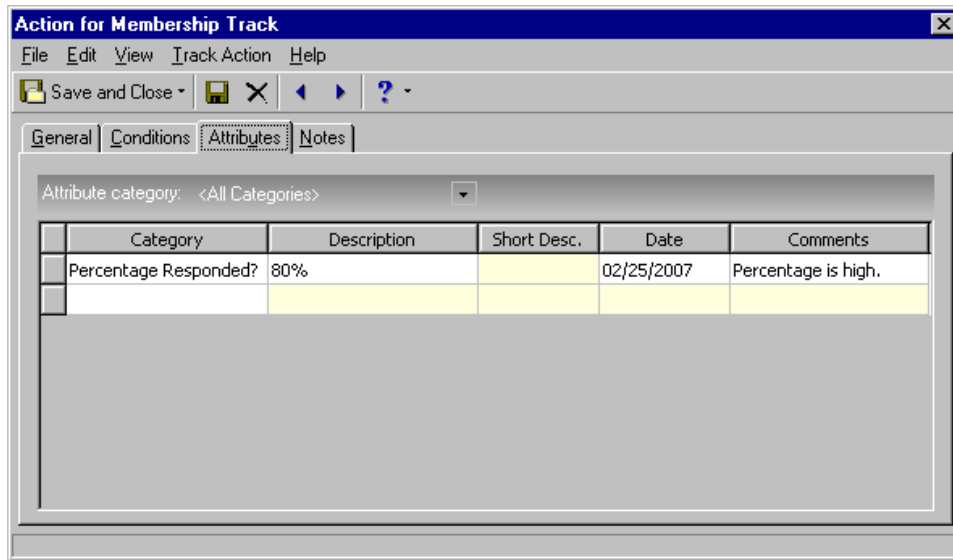 Action for Membership Track
File Edit View Track Action Help
Save and Close ?
General Conditions Attributes Notes
Attribute category: <All Categories>
Category Description Short Desc. Date Comments
Percentage Responded? 80% 02/25/2007 Percentage is high.